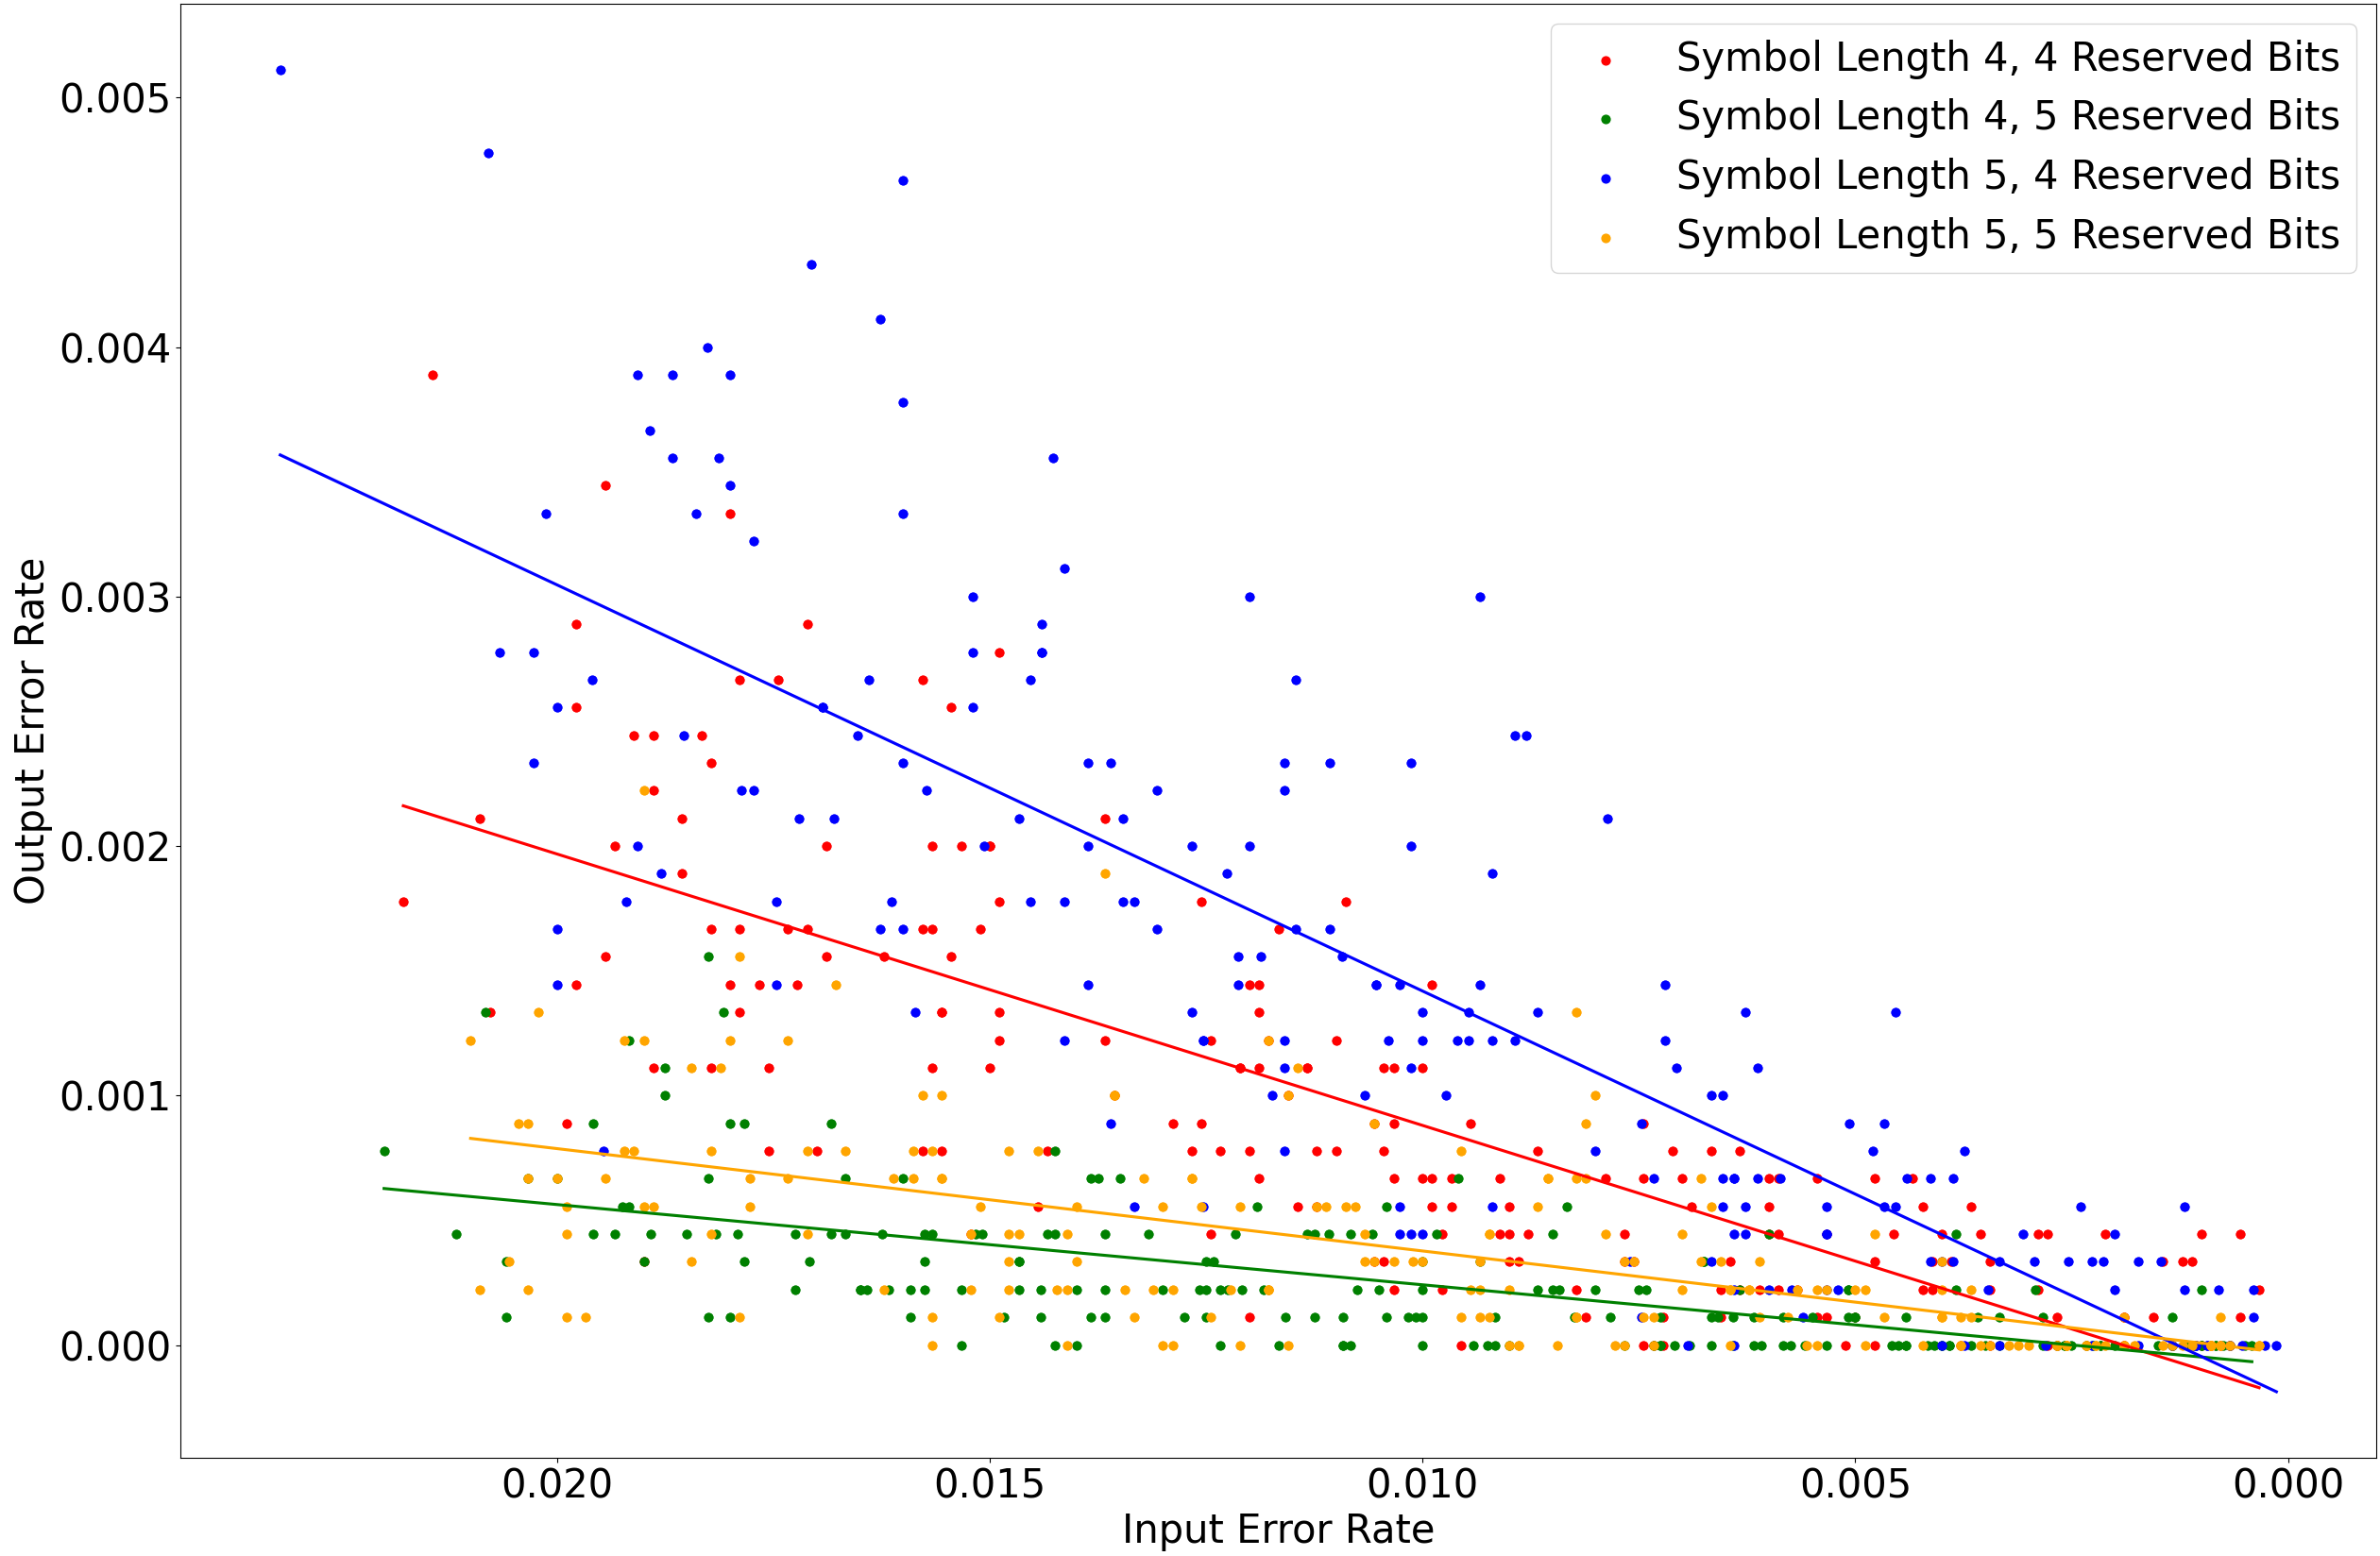 Symbol Length 4, 4 Reserved Bits
Symbol Length 4, 5 Reserved Bits
Symbol Length 5, 4 Reserved Bits
Symbol Length 5, 5 Reserved Bits
Output Error Rate
0.005
0.004
0.003
0.002
0.001
0.000
0.020 0.015 0.010 0.005 0.000
Input Error Rate